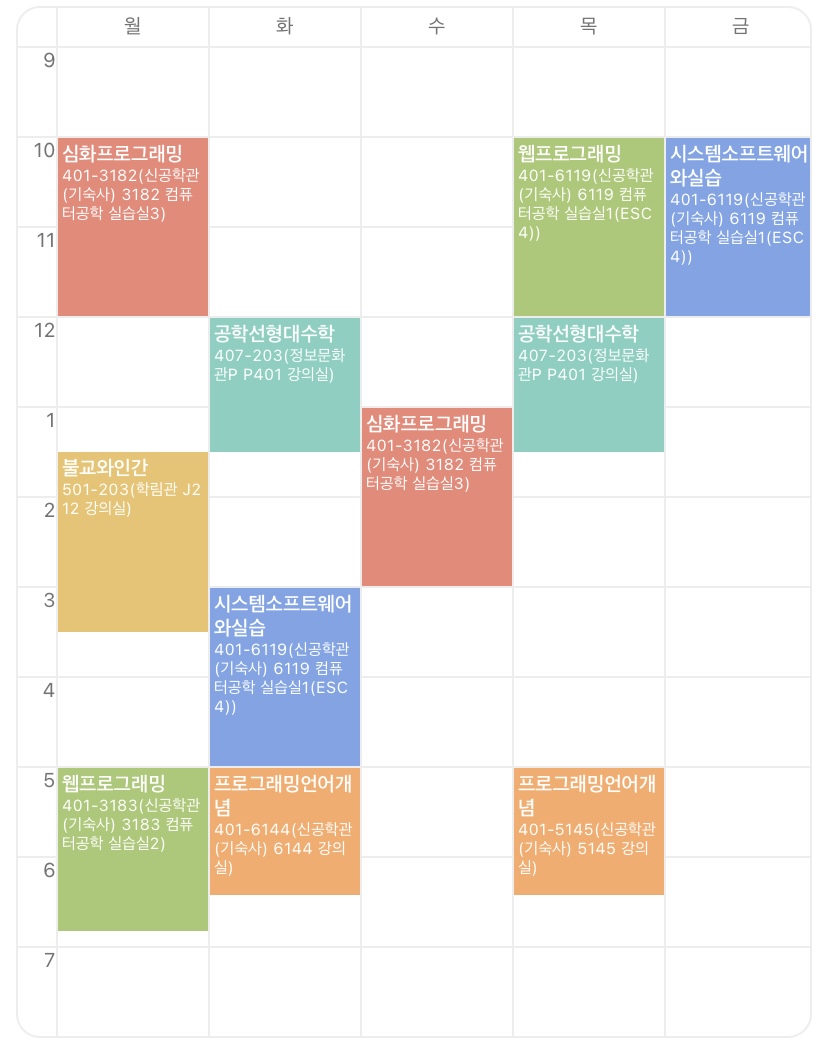 월
화
수
목
금
9
10
심화프로그래밍
401-3182(신공학관
(기숙사) 3182 컴퓨
터공학 실습실3)
웹프로그래밍
401-6119(신공학관
(기숙사) 6119 컴퓨
터공학 실습실1(ESC
4))
시스템소프트웨어
와실습
401-6119(신공학관
(기숙사) 6119 컴퓨
터공학 실습실1(ESC
4))
11
12
공학선형대수학
407-203(정보문화
관P P401 강의실)
공학선형대수학
407-203(정보문화
관P P401 강의실)
1
심화프로그래밍
401-3182(신공학관
(기숙사) 3182 컴퓨
터공학 실습실3)
불교와인간
501-203(학림관 J2
12 강의실)
2
3
시스템소프트웨어
와실습
401-6119(신공학관
(기숙사) 6119 컴퓨
터공학 실습실1(ESC
4))
4
5
웹프로그래밍
401-3183(신공학관
(기숙사) 3183 컴퓨
터공학 실습실2)
프로그래밍언어개
념
401-6144(신공학관
(기숙사) 6144 강의
실)
프로그래밍언어개
념
401-5145(신공학관
(기숙사) 5145 강의
실)
6
7